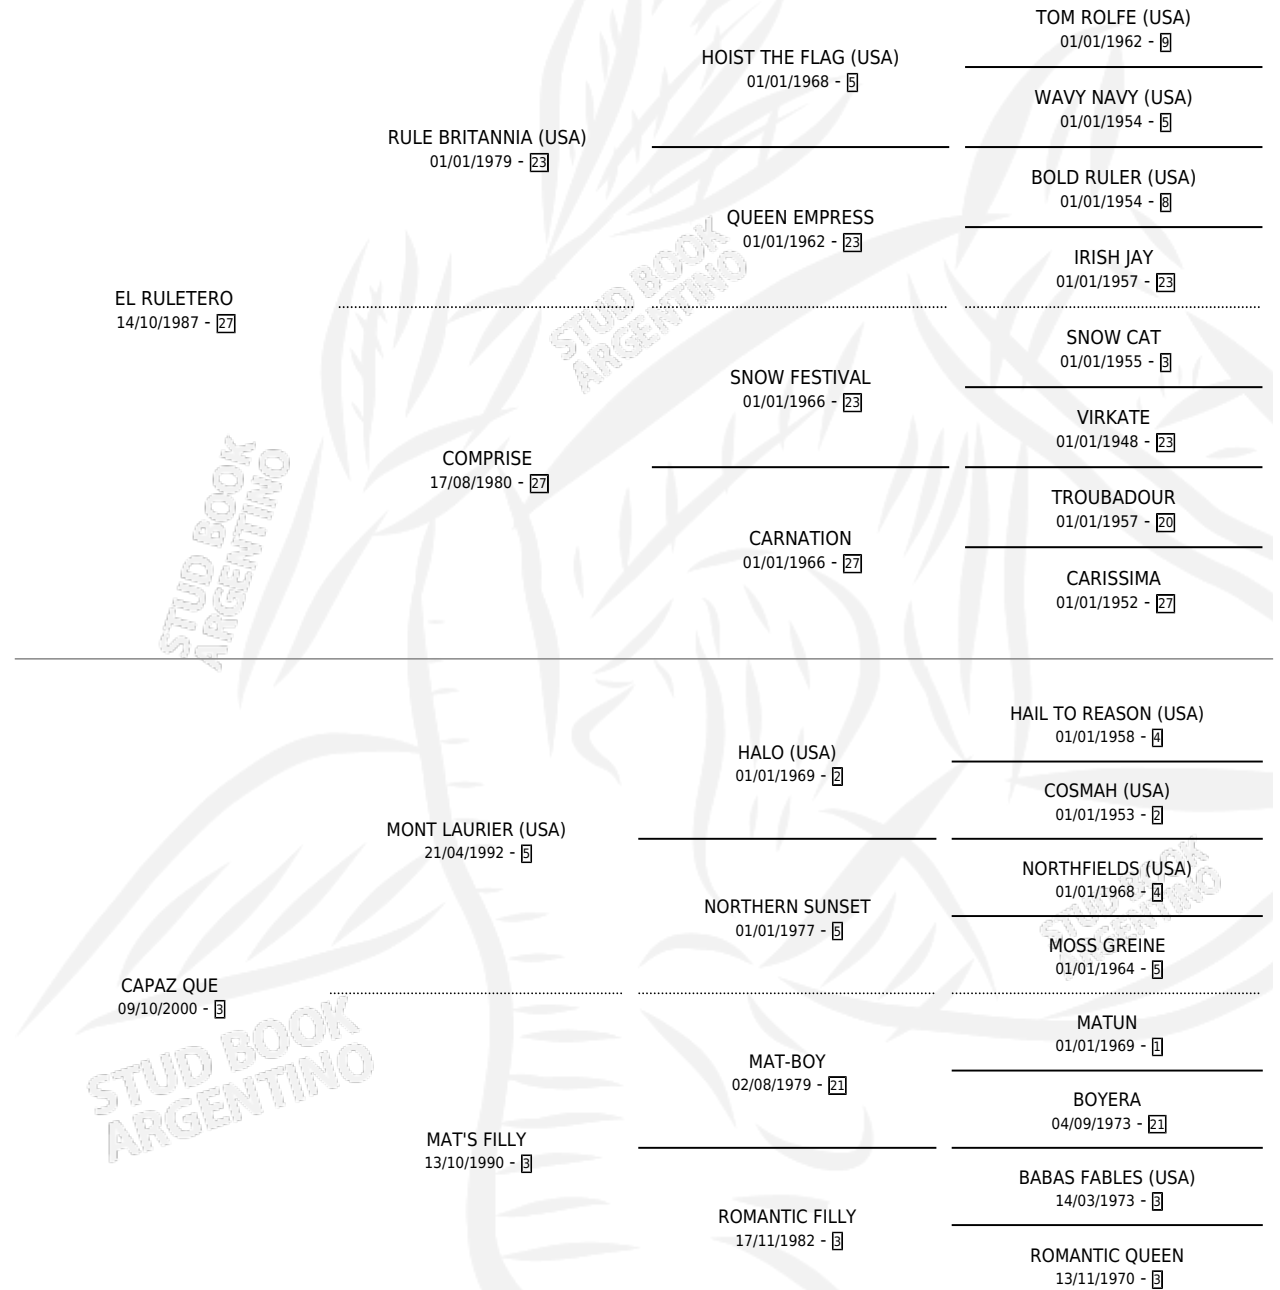 TOM ROLFE (USA)
01/01/1962 - 9
HOIST THE FLAG (USA)
01/01/1968 - 5
WAVY NAVY (USA)
01/01/1954 - 5
RULE BRITANNIA (USA)
01/01/1979 - 23
BOLD RULER (USA)
01/01/1954 - 8
QUEEN EMPRESS
01/01/1962 - 23
IRISH JAY
01/01/1957 - 23
EL RULETERO
14/10/1987 - 27
STUD BOOK
ARGENTINO
SNOW CAT
01/01/1955 - 3
SNOW FESTIVAL
01/01/1966 - 23
VIRKATE
01/01/1948 - 23
COMPRISE
17/08/1980 - 27
TROUBADOUR
01/01/1957 - 20
CARNATION
01/01/1966 - 27
CARISSIMA
01/01/1952 - 27
STUD BOOK
ARGENTINO
HAIL TO REASON (USA)
01/01/1958 - 4
HALO (USA)
01/01/1969 - 2
COSMAH (USA)
01/01/1953 - 2
MONT LAURIER (USA)
21/04/1992 - 5
NORTHFIELDS (USA)
01/01/1968 - 4
NORTHERN SUNSET
01/01/1977 - 5
MOSS GREINE
01/01/1964 - 5
STUD BOOK
ARGENTINO
CAPAZ QUE
09/10/2000 - 3
MATUN
01/01/1969 - 1
MAT-BOY
02/08/1979 - 21
BOYERA
04/09/1973 - 21
STUD BOOK
ARGENTINO
MAT'S FILLY
13/10/1990 - 3
BABAS FABLES (USA)
14/03/1973 - 3
ROMANTIC FILLY
17/11/1982 - 3
ROMANTIC QUEEN
13/11/1970 - 3